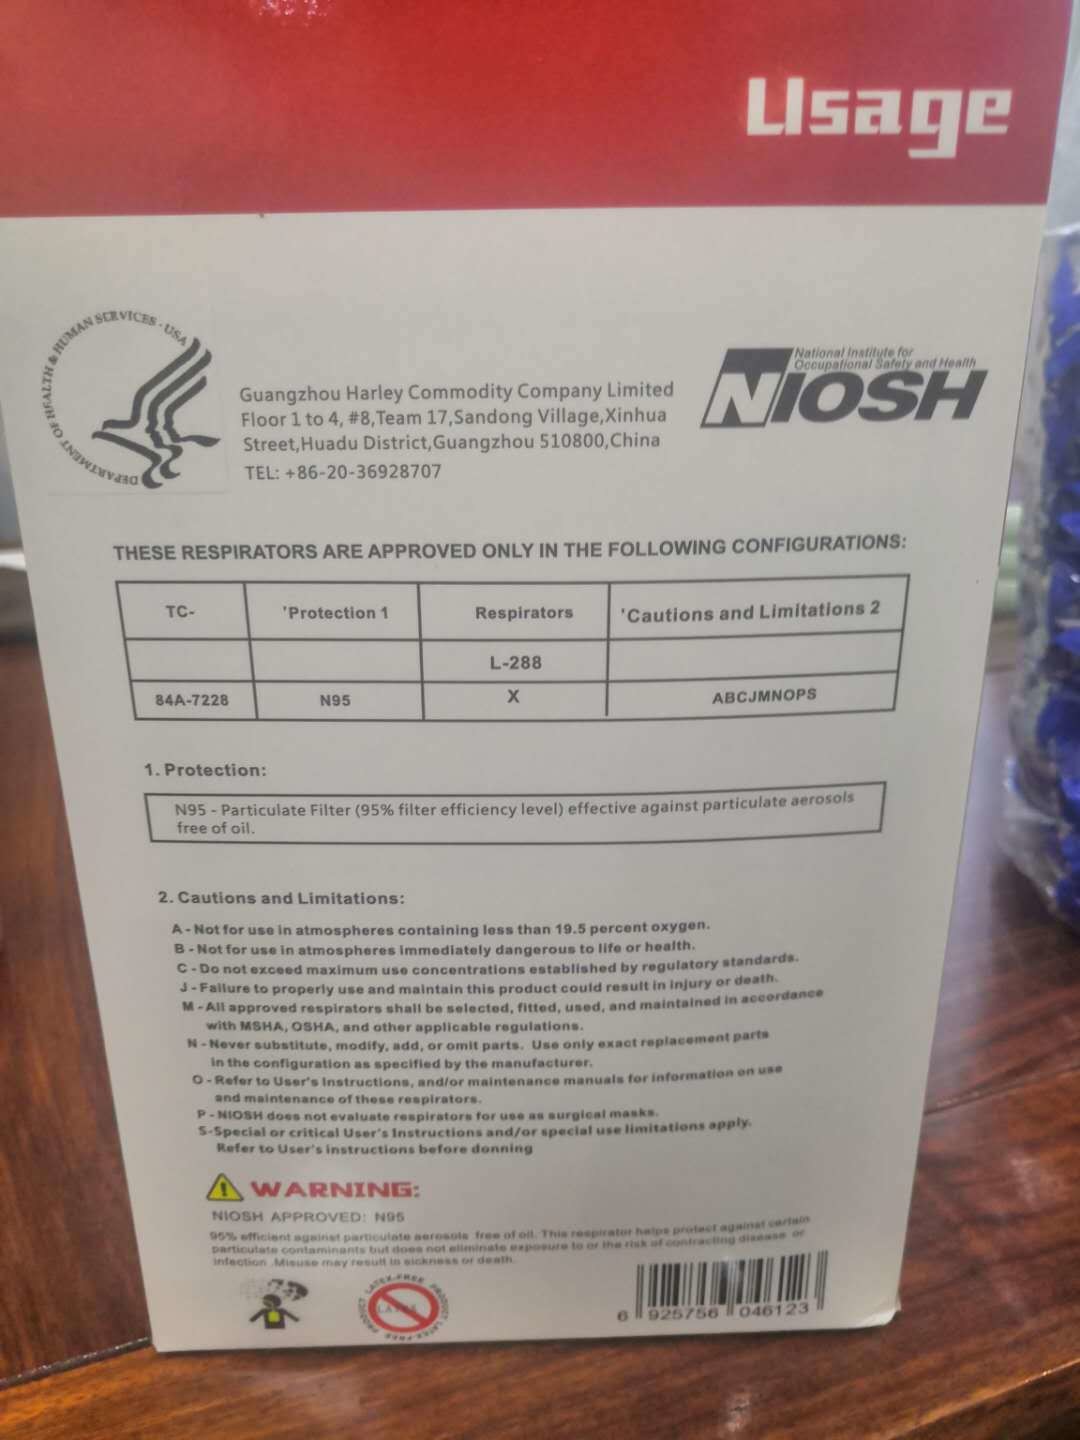 Usage
DEPARTMENT OF HEALTH & HUMAN SERVICES · USA
Guangzhou Harley Commodity Company Limited
Floor 1 to 4, #8,Team 17,Sandong Village,Xinhua
Street,Huadu District,Guangzhou 510800,China
TEL: +86-20-36928707
National Institute for
Occupational Safety and Health
NIOSH
THESE RESPIRATORS ARE APPROVED ONLY IN THE FOLLOWING CONFIGURATIONS:
TC- 'Protection 1 Respirators 'Cautions and Limitations 2
L-288
84A-7228 N95 X ABCJMNOPS
1. Protection:
N95 - Particulate Filter (95% filter efficiency level) effective against particulate aerosols
free of oil.
2. Cautions and Limitations:
A - Not for use in atmospheres containing less than 19.5 percent oxygen.
B - Not for use in atmospheres immediately dangerous to life or health.
C - Do not exceed maximum use concentrations established by regulatory standards.
J - Failure to properly use and maintain this product could result in injury or death.
M - All approved respirators shall be selected, fitted, used, and maintained in accordance
with MSHA, OSHA, and other applicable regulations.
N - Never substitute, modify, add, or omit parts. Use only exact replacement parts
in the configuration as specified by the manufacturer.
O - Refer to User's Instructions, and/or maintenance manuals for information on use
and maintenance of these respirators.
P - NIOSH does not evaluate respirators for use as surgical masks.
S-Special or critical User's Instructions and/or special use limitations apply.
Refer to User's instructions before donning
WARNING:
NIOSH APPROVED: N95
95% efficient against particulate aerosols free of oil. This respirator helps protect against certain
particulate contaminants but does not eliminate exposure to or the risk of contracting disease or
infection .Misuse may result in sickness or death.
LATEX-FREE PRODUCT LATEX-FREE PRODUCT
LATEX
6 925756 046123